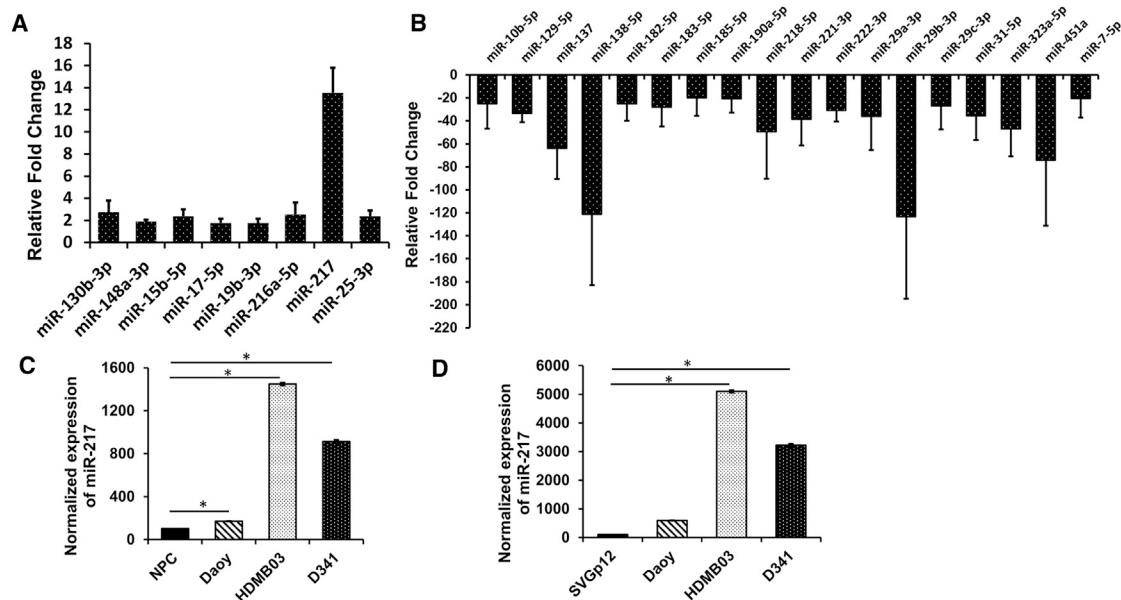 A
Relative Fold Change
18
16
14
12
10
8
6
4
2
0
miR-130b-3p
miR-148a-3p
miR-15b-5p
miR-17-5p
miR-19b-3p
miR-216a-5p
miR-217
miR-25-3p
B
miR-10b-5p
miR-129-5p
miR-137
miR-138-5p
miR-182-5p
miR-183-5p
miR-185-5p
miR-190a-5p
miR-218-5p
miR-221-3p
miR-222-3p
miR-29a-3p
miR-29b-3p
miR-29c-3p
miR-31-5p
miR-323a-5p
miR-451a
miR-7-5p
Relative Fold Change
0
-20
-40
-60
-80
-100
-120
-140
-160
-180
-200
-220
C
Normalized expression
of miR-217
1600
1200
800
400
0
*
*
*
NPC
Daoy
HDMB03
D341
D
Normalized expression
of miR-217
6000
5000
4000
3000
2000
1000
0
*
*
SVGp12
Daoy
HDMB03
D341